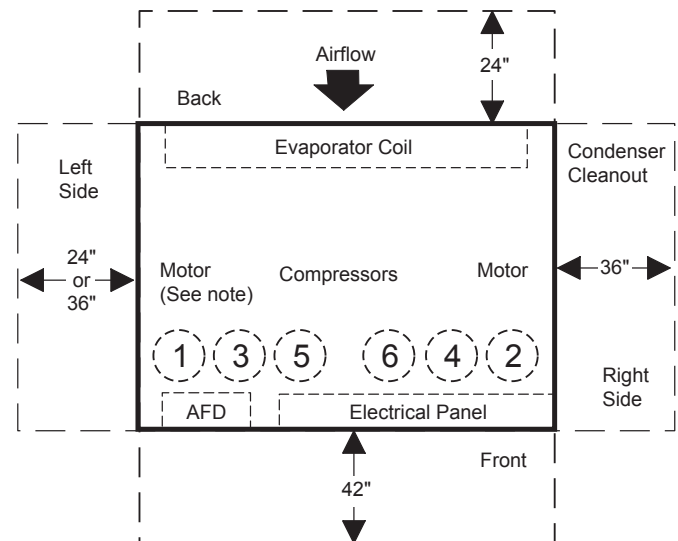 Airflow
24"
Back
Evaporator Coil
Left
Side
Condenser
Cleanout
24"
or
36"
Motor
(See note)
Compressors
Motor
36"
1 3 5 6 4 2
Right
Side
AFD
Electrical Panel
Front
42"